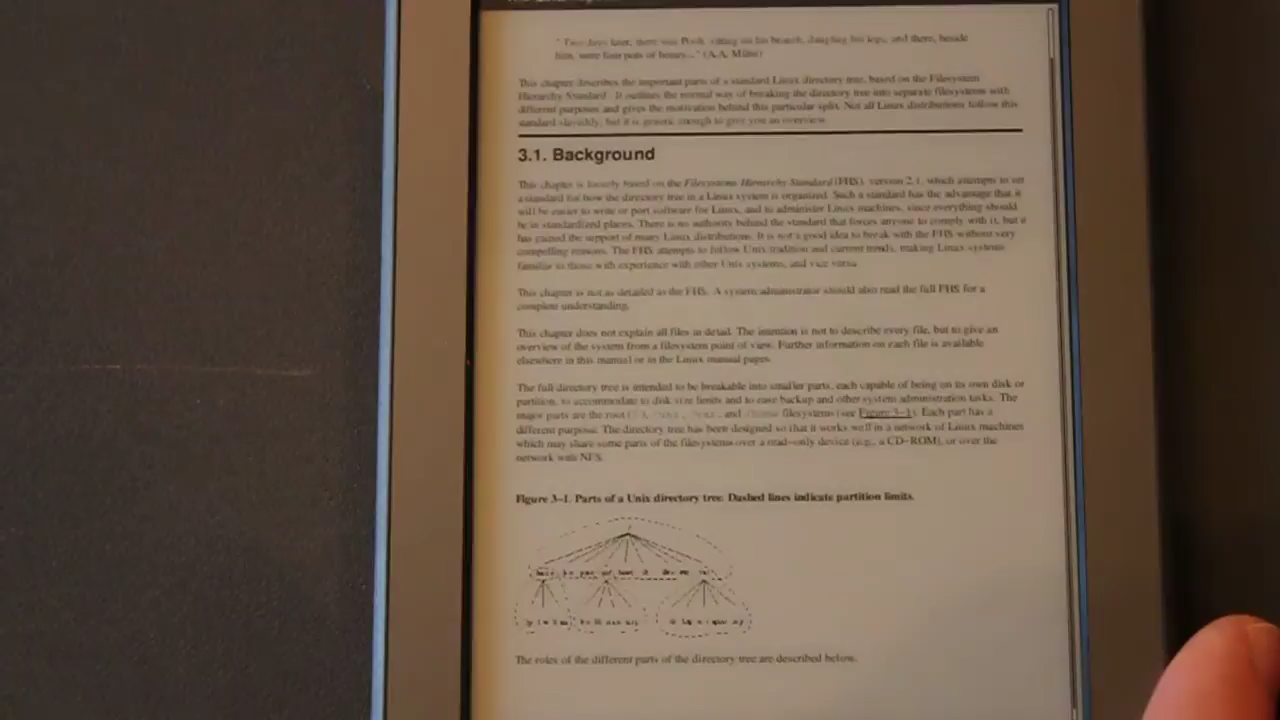 " Two days later, there was Pooh, sitting on his branch, dangling his legs, and there, beside
him, were four pots of honey..." (A.A. Milne)
This chapter describes the important parts of a standard Linux directory tree, based on the Filesystem
Hierarchy Standard . It outlines the normal way of breaking the directory tree into separate filesystems with
different purposes and gives the motivation behind this particular split. Not all Linux distributions follow this
standard slavishly, but it is generic enough to give you an overview.
3.1. Background
This chapter is loosely based on the Filesystems Hierarchy Standard (FHS). version 2.1, which attempts to set
a standard for how the directory tree in a Linux system is organized. Such a standard has the advantage that it
will be easier to write or port software for Linux, and to administer Linux machines, since everything should
be in standardized places. There is no authority behind the standard that forces anyone to comply with it, but it
has gained the support of many Linux distributions. It is not a good idea to break with the FHS without very
compelling reasons. The FHS attempts to follow Unix tradition and current trends, making Linux systems
familiar to those with experience with other Unix systems, and vice versa.
This chapter is not as detailed as the FHS. A system administrator should also read the full FHS for a
complete understanding.
This chapter does not explain all files in detail. The intention is not to describe every file, but to give an
overview of the system from a filesystem point of view. Further information on each file is available
elsewhere in this manual or in the Linux manual pages.
The full directory tree is intended to be breakable into smaller parts, each capable of being on its own disk or
partition, to accommodate to disk size limits and to ease backup and other system administration tasks. The
major parts are the root and filesystems (see Figure 3-1). Each part has a
different purpose. The directory tree has been designed so that it works well in a network of Linux machines
which may share some parts of the filesystems over a read-only device (e.g., a CD-ROM), or over the
network with NFS.
Figure 3-1. Parts of a Unix directory tree. Dashed lines indicate partition limits.
The roles of the different parts of the directory tree are described below.